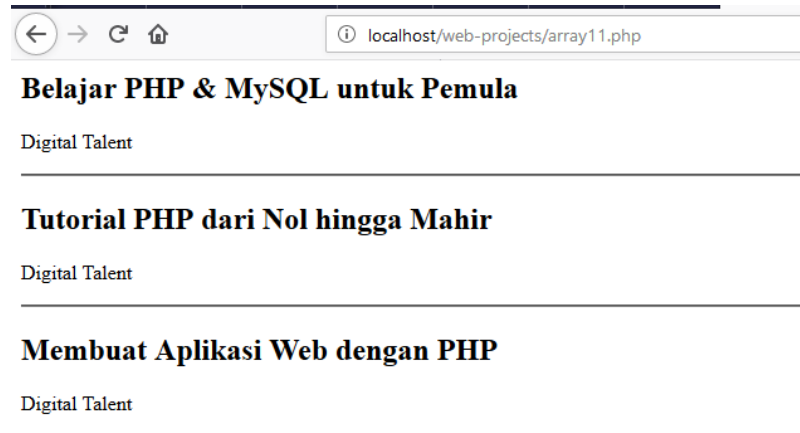 localhost/web-projects/array11.php
Belajar PHP & MySQL untuk Pemula
Digital Talent
Tutorial PHP dari Nol hingga Mahir
Digital Talent
Membuat Aplikasi Web dengan PHP
Digital Talent